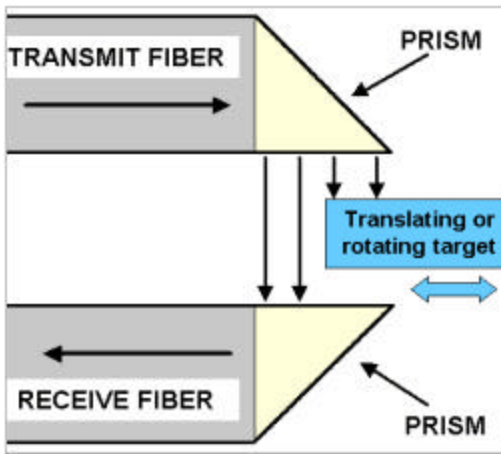 PRISM
TRANSMIT FIBER
Translating or
rotating target
RECEIVE FIBER
PRISM